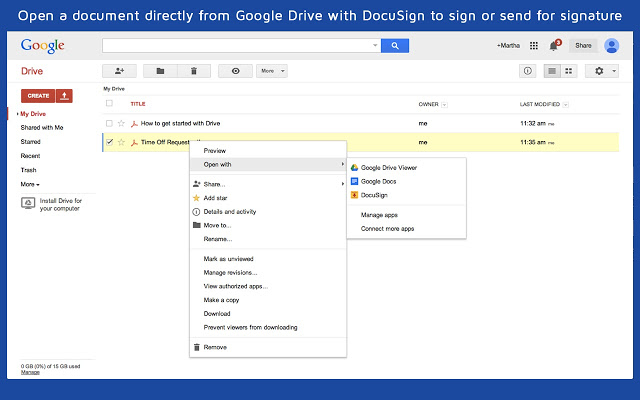 Open a document directly from Google Drive with DocuSign to sign or send for signature
Google
+Martha
Share
Drive
More
My Drive
CREATE
TITLE
OWNER
LAST MODIFIED
My Drive
How to get started with Drive
me
11:32 am me
Shared with Me
Time Off Request
me
11:35 am me
Starred
Recent
Trash
More
Install Drive for
your computer
Preview
Open with
Share...
Add star
Details and activity
Move to...
Rename...
Mark as unviewed
Manage revisions...
View authorized apps...
Make a copy
Download
Prevent viewers from downloading
Remove
Google Drive Viewer
Google Docs
DocuSign
Manage apps
Connect more apps
0 GB (0%) of 15 GB used
Manage